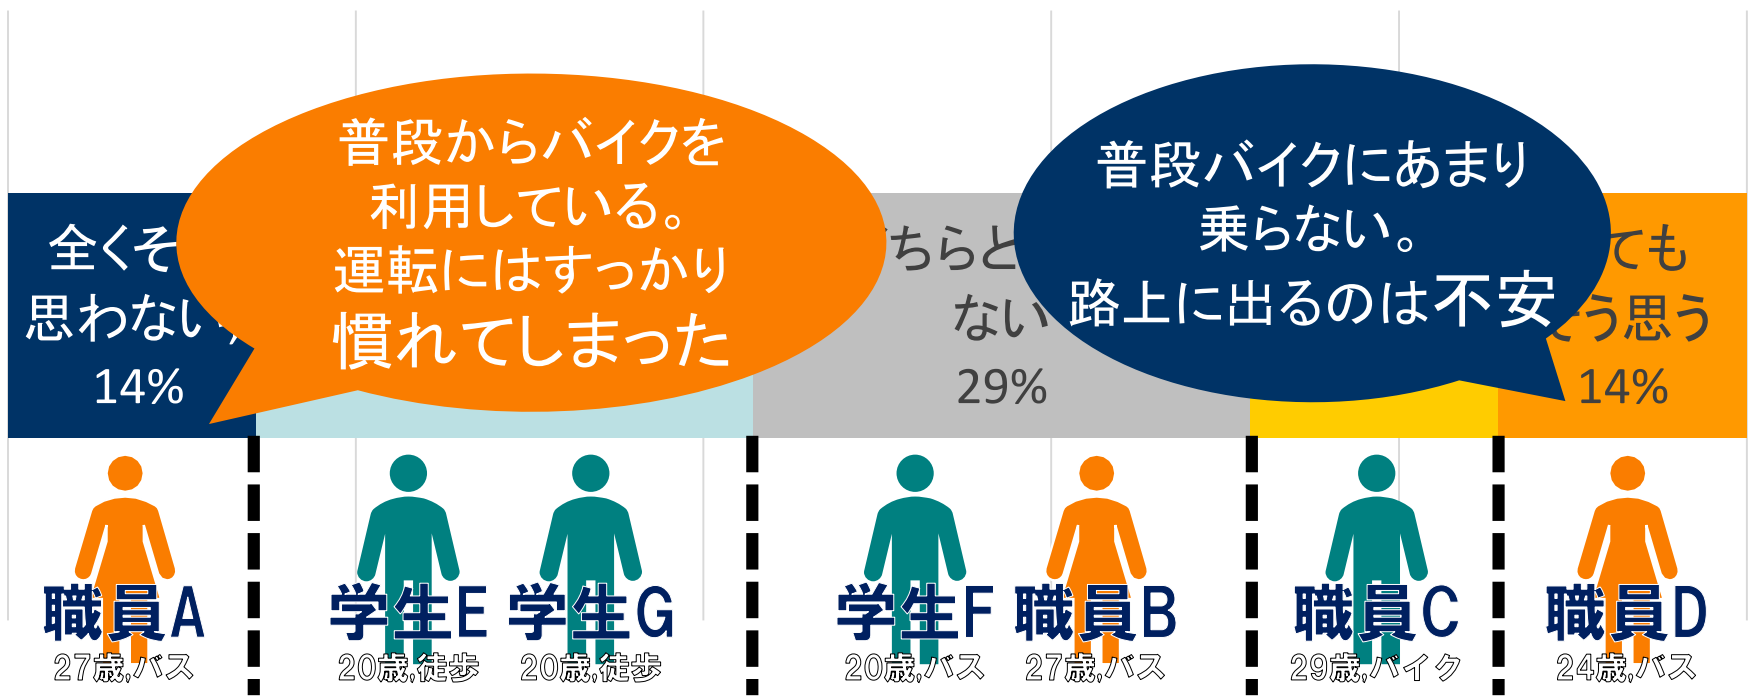 普段からバイクを
利用している。
運転にはすっかり
慣れてしまった
普段バイクにあまり
乗らない。
路上に出るのは不安
全くそ
思わない
14%
ちらと
ない
29%
ても
そう思う
14%
職員A
27歳,バス
学生E
20歳,徒歩
学生G
20歳,徒歩
学生F
20歳,バス
職員B
27歳,バス
職員C
29歳,バイク
職員D
24歳,バス